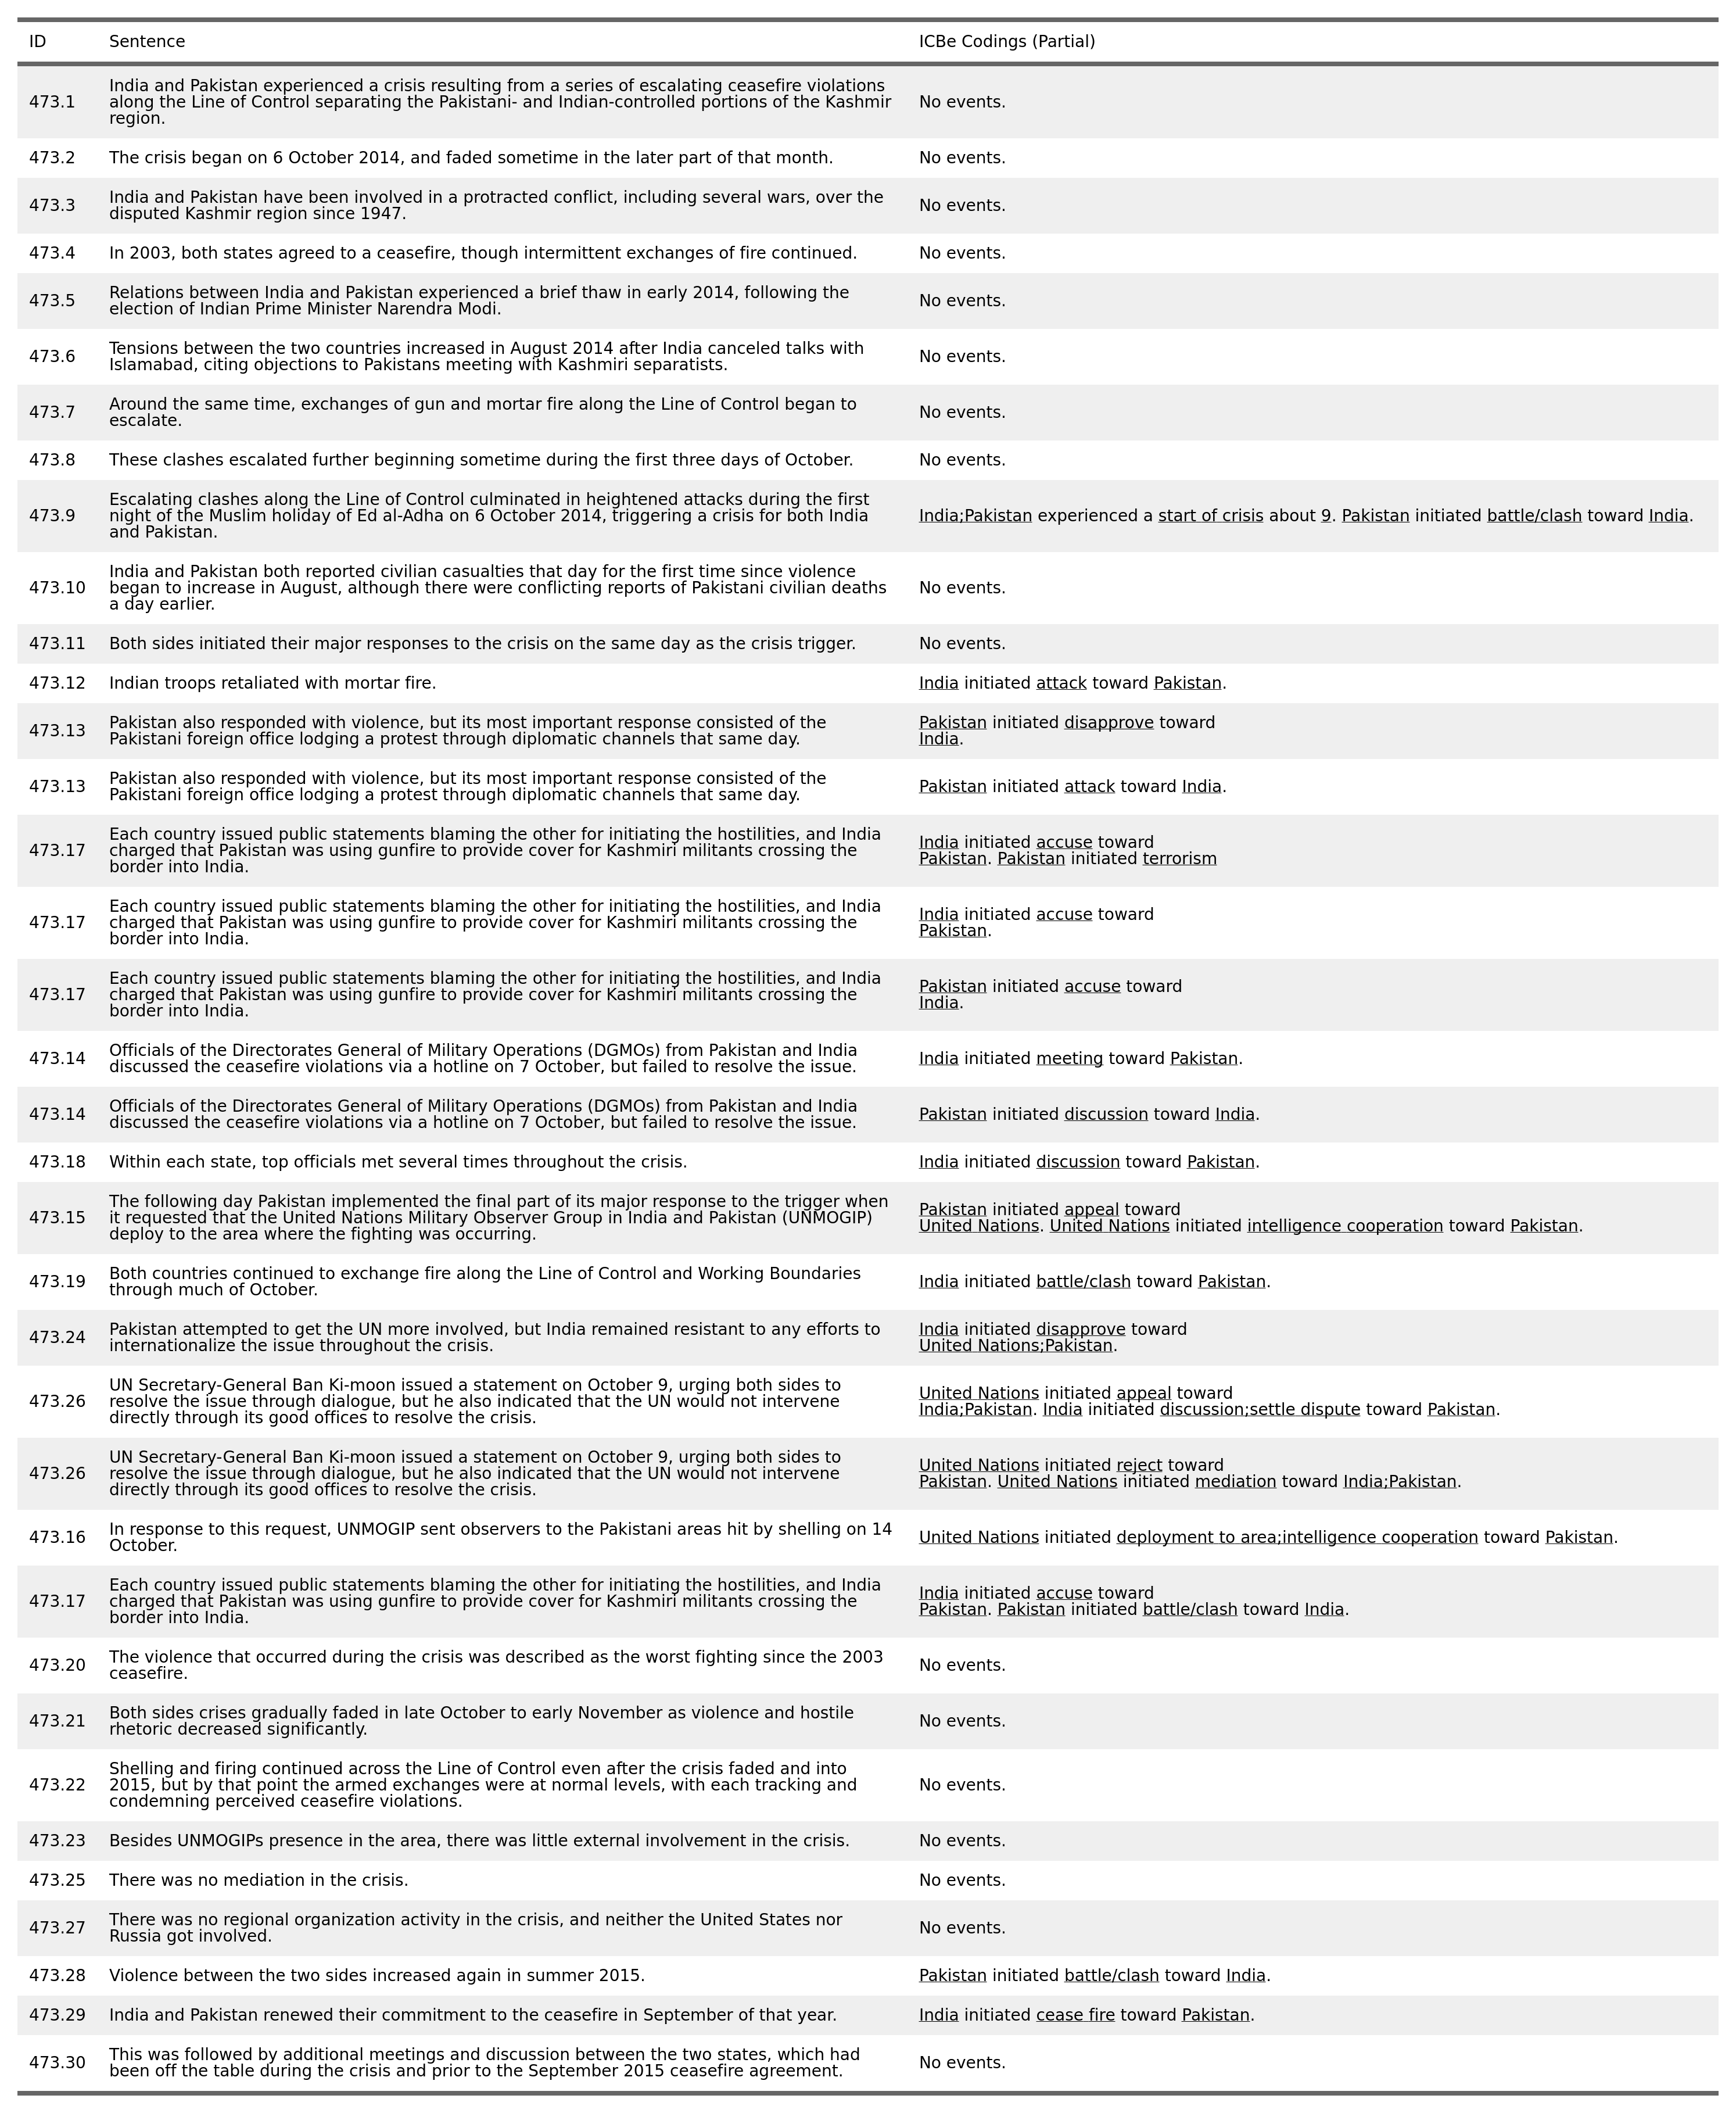 ID Sentence ICBe Codings (Partial)
473.1 India and Pakistan experienced a crisis resulting from a series of escalating ceasefire violations
along the Line of Control separating the Pakistani- and Indian-controlled portions of the Kashmir
region. No events.
473.2 The crisis began on 6 October 2014, and faded sometime in the later part of that month. No events.
473.3 India and Pakistan have been involved in a protracted conflict, including several wars, over the
disputed Kashmir region since 1947. No events.
473.4 In 2003, both states agreed to a ceasefire, though intermittent exchanges of fire continued. No events.
473.5 Relations between India and Pakistan experienced a brief thaw in early 2014, following the
election of Indian Prime Minister Narendra Modi. No events.
473.6 Tensions between the two countries increased in August 2014 after India canceled talks with
Islamabad, citing objections to Pakistans meeting with Kashmiri separatists. No events.
473.7 Around the same time, exchanges of gun and mortar fire along the Line of Control began to
escalate. No events.
473.8 These clashes escalated further beginning sometime during the first three days of October. No events.
473.9 Escalating clashes along the Line of Control culminated in heightened attacks during the first
night of the Muslim holiday of Ed al-Adha on 6 October 2014, triggering a crisis for both India
and Pakistan. India;Pakistan experienced a start of crisis about 9. Pakistan initiated battle/clash toward India.
473.10 India and Pakistan both reported civilian casualties that day for the first time since violence
began to increase in August, although there were conflicting reports of Pakistani civilian deaths
a day earlier. No events.
473.11 Both sides initiated their major responses to the crisis on the same day as the crisis trigger. No events.
473.12 Indian troops retaliated with mortar fire. India initiated attack toward Pakistan.
473.13 Pakistan also responded with violence, but its most important response consisted of the
Pakistani foreign office lodging a protest through diplomatic channels that same day. Pakistan initiated disapprove toward
India.
473.13 Pakistan also responded with violence, but its most important response consisted of the
Pakistani foreign office lodging a protest through diplomatic channels that same day. Pakistan initiated attack toward India.
473.17 Each country issued public statements blaming the other for initiating the hostilities, and India
charged that Pakistan was using gunfire to provide cover for Kashmiri militants crossing the
border into India. India initiated accuse toward
Pakistan. Pakistan initiated terrorism
473.17 Each country issued public statements blaming the other for initiating the hostilities, and India
charged that Pakistan was using gunfire to provide cover for Kashmiri militants crossing the
border into India. India initiated accuse toward
Pakistan.
473.17 Each country issued public statements blaming the other for initiating the hostilities, and India
charged that Pakistan was using gunfire to provide cover for Kashmiri militants crossing the
border into India. Pakistan initiated accuse toward
India.
473.14 Officials of the Directorates General of Military Operations (DGMOs) from Pakistan and India
discussed the ceasefire violations via a hotline on 7 October, but failed to resolve the issue. India initiated meeting toward Pakistan.
473.14 Officials of the Directorates General of Military Operations (DGMOs) from Pakistan and India
discussed the ceasefire violations via a hotline on 7 October, but failed to resolve the issue. Pakistan initiated discussion toward India.
473.18 Within each state, top officials met several times throughout the crisis. India initiated discussion toward Pakistan.
473.15 The following day Pakistan implemented the final part of its major response to the trigger when
it requested that the United Nations Military Observer Group in India and Pakistan (UNMOGIP)
deploy to the area where the fighting was occurring. Pakistan initiated appeal toward
United Nations. United Nations initiated intelligence cooperation toward Pakistan.
473.19 Both countries continued to exchange fire along the Line of Control and Working Boundaries
through much of October. India initiated battle/clash toward Pakistan.
473.24 Pakistan attempted to get the UN more involved, but India remained resistant to any efforts to
internationalize the issue throughout the crisis. India initiated disapprove toward
United Nations;Pakistan.
473.26 UN Secretary-General Ban Ki-moon issued a statement on October 9, urging both sides to
resolve the issue through dialogue, but he also indicated that the UN would not intervene
directly through its good offices to resolve the crisis. United Nations initiated appeal toward
India;Pakistan. India initiated discussion;settle dispute toward Pakistan.
473.26 UN Secretary-General Ban Ki-moon issued a statement on October 9, urging both sides to
resolve the issue through dialogue, but he also indicated that the UN would not intervene
directly through its good offices to resolve the crisis. United Nations initiated reject toward
Pakistan. United Nations initiated mediation toward India;Pakistan.
473.16 In response to this request, UNMOGIP sent observers to the Pakistani areas hit by shelling on 14
October. United Nations initiated deployment to area;intelligence cooperation toward Pakistan.
473.17 Each country issued public statements blaming the other for initiating the hostilities, and India
charged that Pakistan was using gunfire to provide cover for Kashmiri militants crossing the
border into India. India initiated accuse toward
Pakistan. Pakistan initiated battle/clash toward India.
473.20 The violence that occurred during the crisis was described as the worst fighting since the 2003
ceasefire. No events.
473.21 Both sides crises gradually faded in late October to early November as violence and hostile
rhetoric decreased significantly. No events.
473.22 Shelling and firing continued across the Line of Control even after the crisis faded and into
2015, but by that point the armed exchanges were at normal levels, with each tracking and
condemning perceived ceasefire violations. No events.
473.23 Besides UNMOGIPs presence in the area, there was little external involvement in the crisis. No events.
473.25 There was no mediation in the crisis. No events.
473.27 There was no regional organization activity in the crisis, and neither the United States nor
Russia got involved. No events.
473.28 Violence between the two sides increased again in summer 2015. Pakistan initiated battle/clash toward India.
473.29 India and Pakistan renewed their commitment to the ceasefire in September of that year. India initiated cease fire toward Pakistan.
473.30 This was followed by additional meetings and discussion between the two states, which had
been off the table during the crisis and prior to the September 2015 ceasefire agreement. No events.